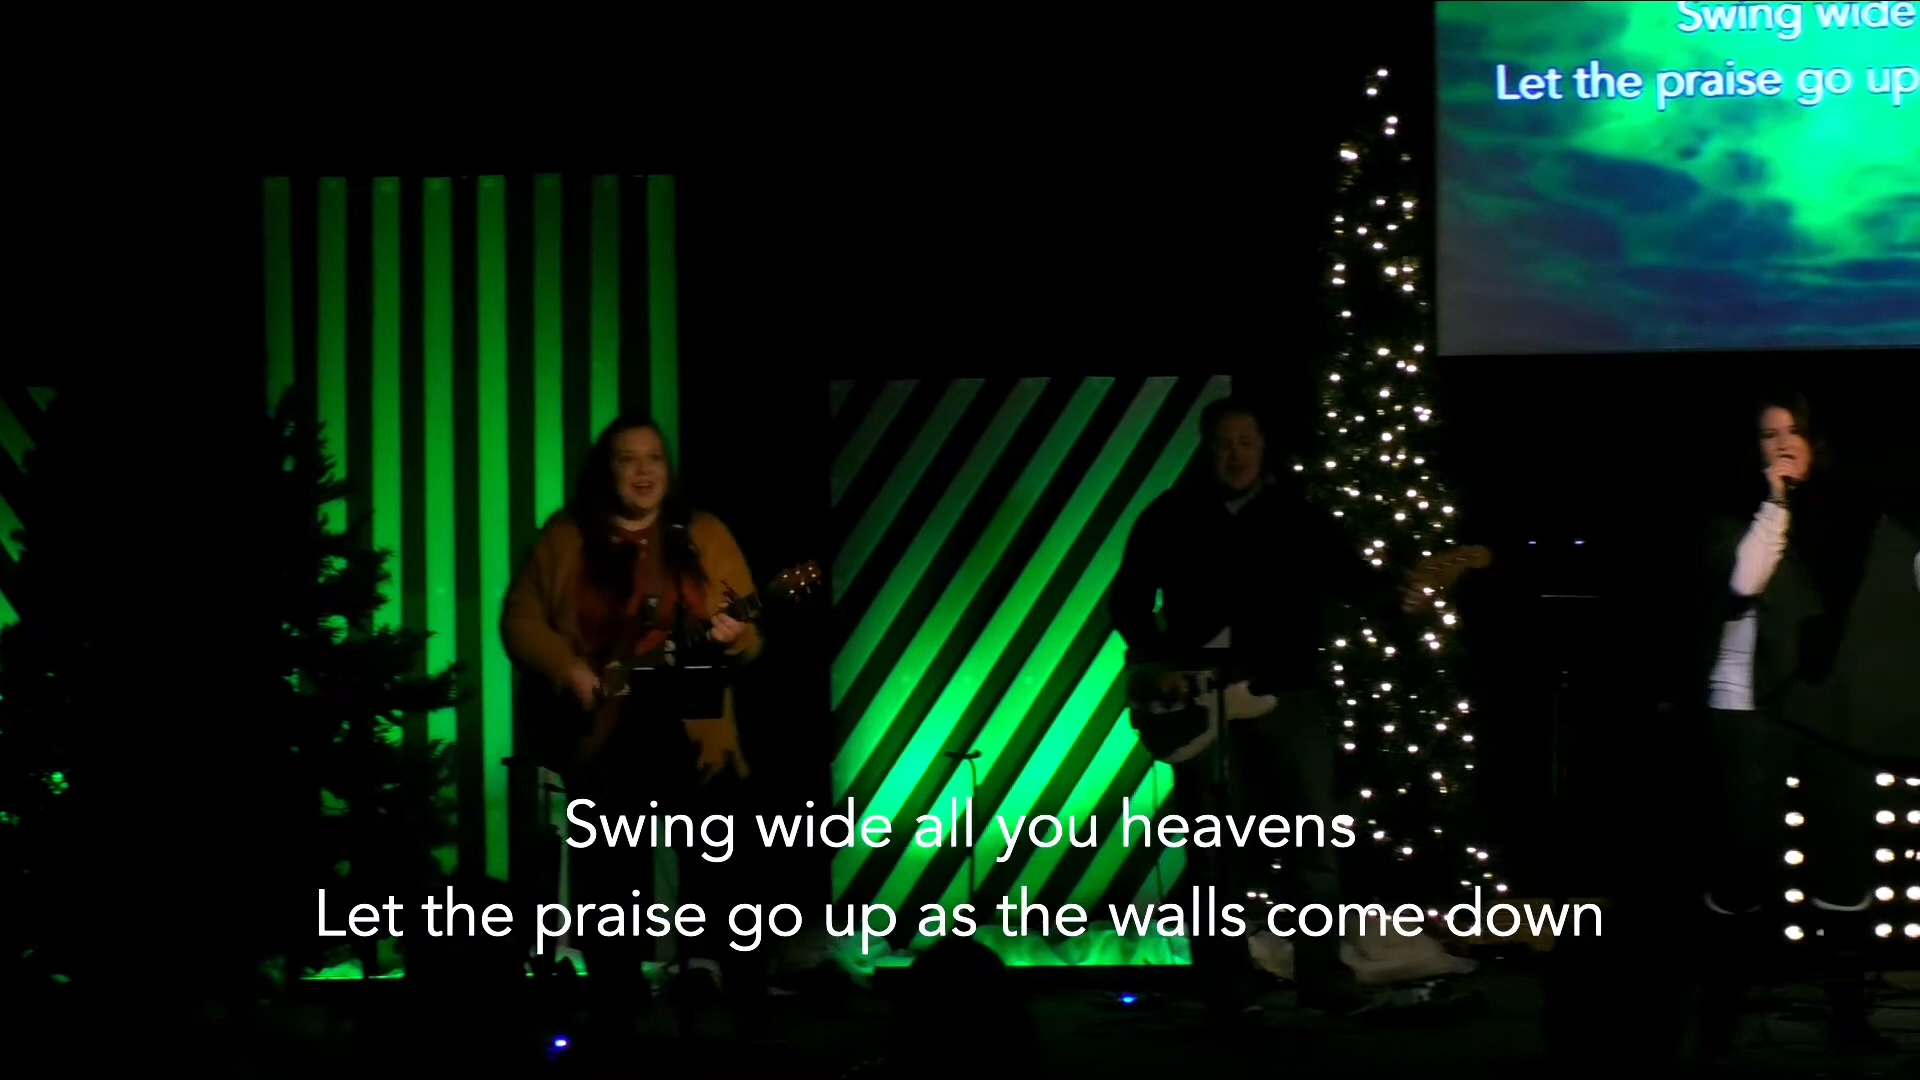 Swing wide
Let the praise go up
Swing wide all you heavens
Let the praise go up as the walls come down